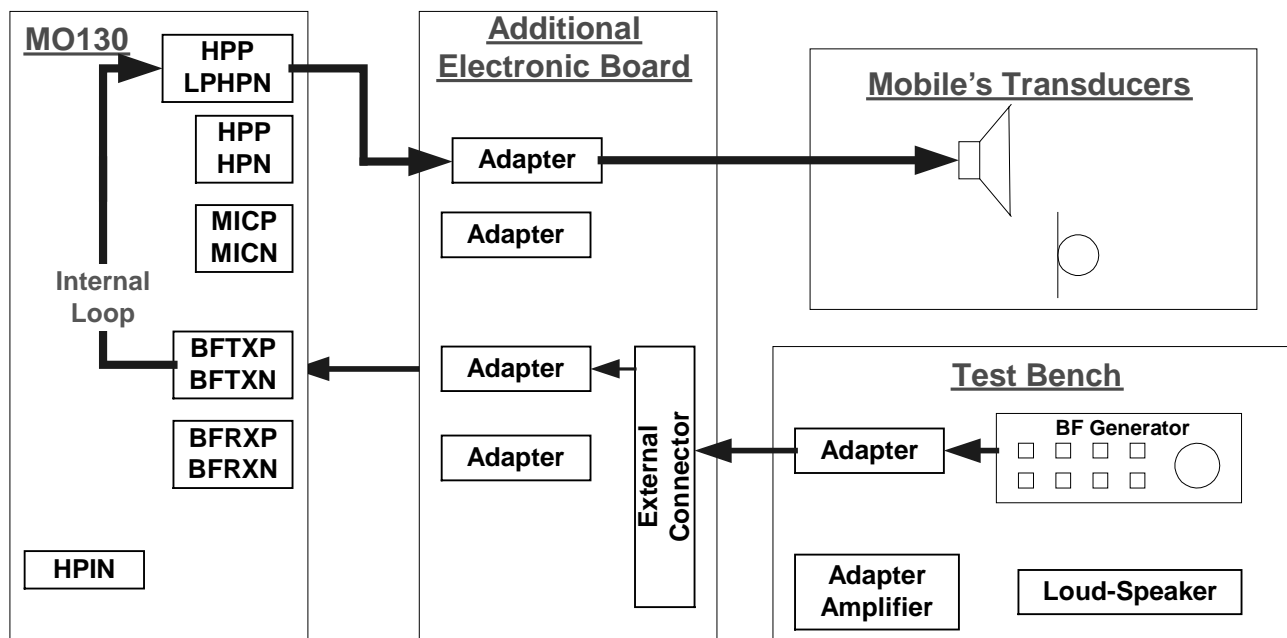 MO130
HPP
LPHPN
HPP
HPN
MICP
MICN
Internal
Loop
BFTXP
BFTXN
BFRXP
BFRXN
HPIN
Additional
Electronic Board
Adapter
Adapter
Adapter
Adapter
External
Connector
Mobile's Transducers
Test Bench
BF Generator
Adapter
Adapter
Amplifier
Loud-Speaker